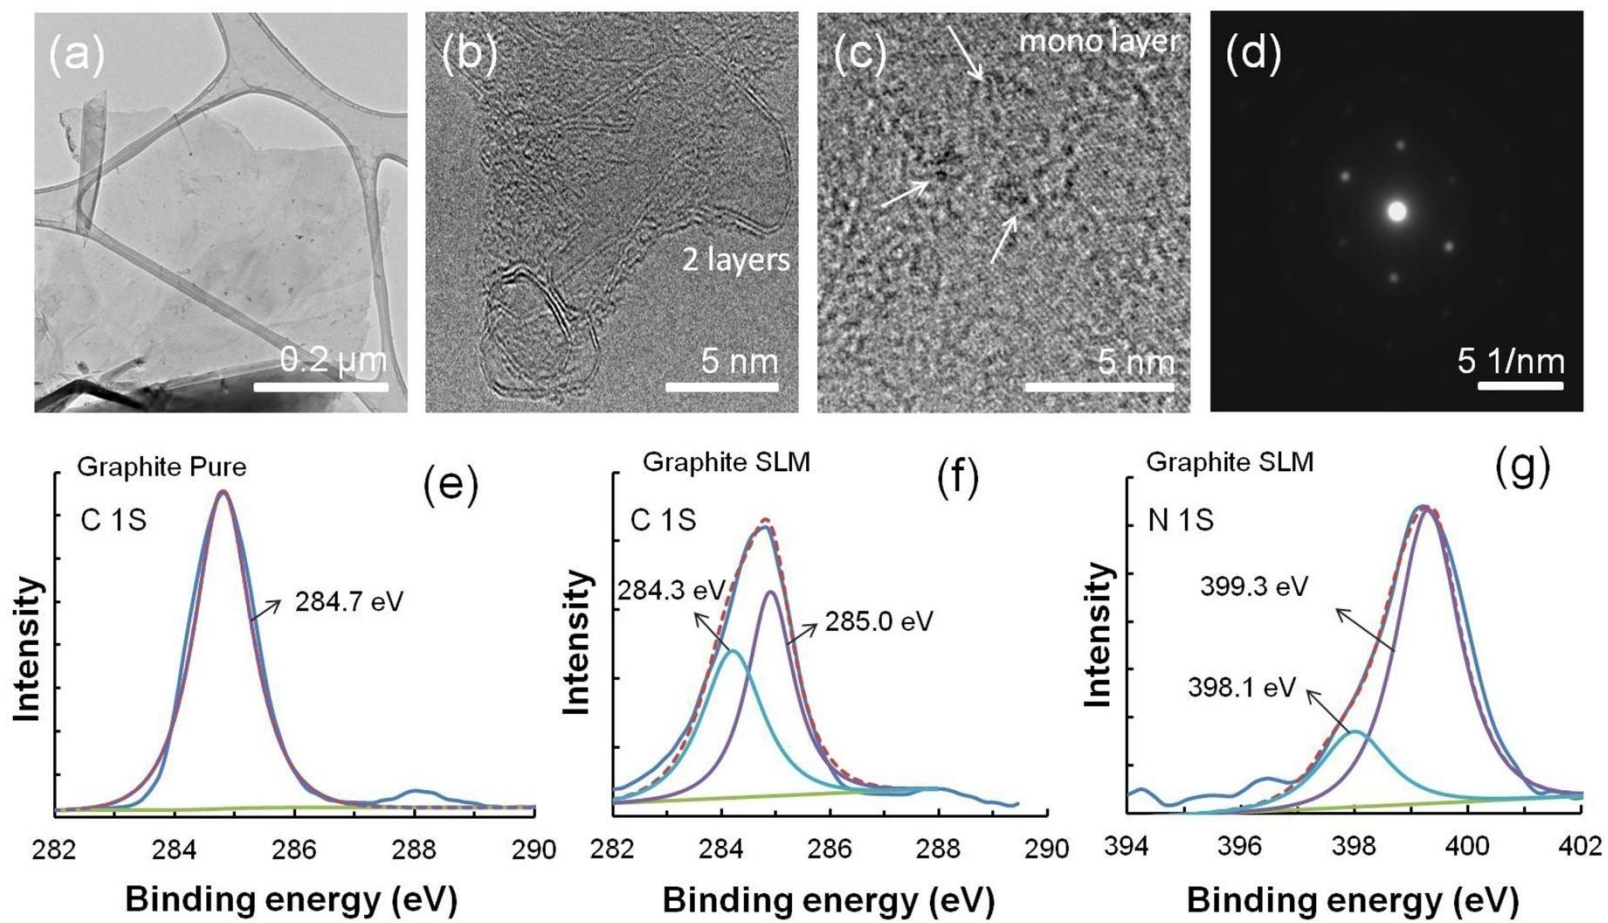 (a)
0.2 µm
(b)
2 layers
5 nm
(c)
mono layer
5 nm
(d)
5 1/nm
Graphite Pure
(e)
C 1S
284.7 eV
Intensity
282 284 286 288 290
Binding energy (eV)
Graphite SLM
(f)
C 1S
284.3 eV
285.0 eV
Intensity
282 284 286 288 290
Binding energy (eV)
Graphite SLM
(g)
N 1S
399.3 eV
398.1 eV
Intensity
394 396 398 400 402
Binding energy (eV)